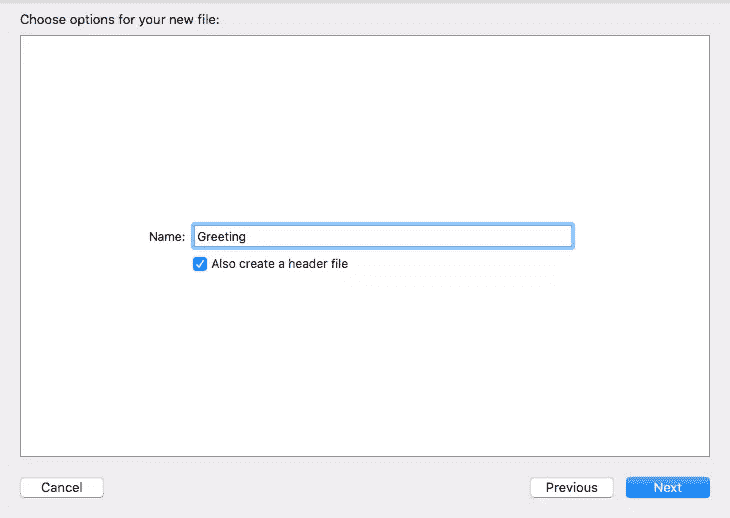 Choose options for your new file:
Name: Greeting
Also create a header file
Cancel Previous Next